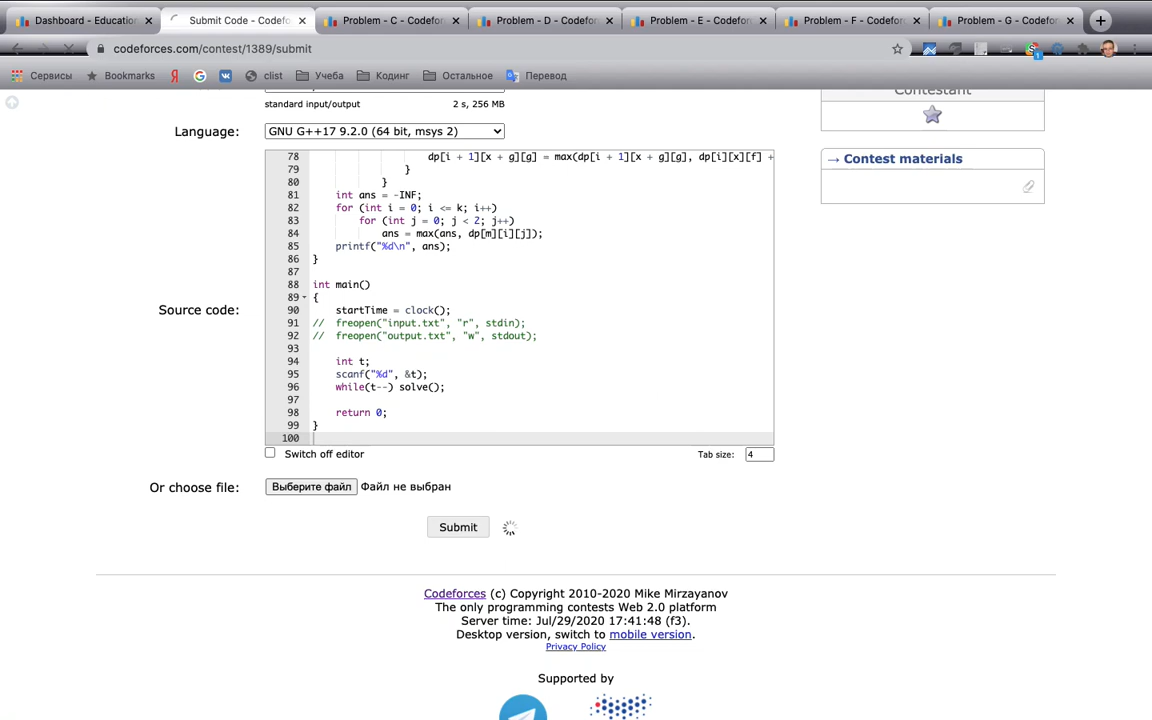 Dashboard - Education
Submit Code - Codefo
Problem - C - Codefor
Problem - D - Codefo
Problem - E - Codefor
Problem - F - Codefor
Problem - G - Codefo
codeforces.com/contest/1389/submit
Сервисы
Bookmarks
clist
Учеба
Кодинг
Остальное
Перевод
standard input/output
2 s, 256 MB
Contestant
Language:
GNU G++17 9.2.0 (64 bit, msys 2)
→ Contest materials
Source code:
78 dp[i + 1][x + g][g] = max(dp[i + 1][x + g][g], dp[i][x][f] +
79 }
80 }
81 int ans = -INF;
82 for (int i = 0; i <= k; i++)
83 for (int j = 0; j < 2; j++)
84 ans = max(ans, dp[m][i][j]);
85 printf("%d\n", ans);
86 }
87
88 int main()
89 {
90 startTime = clock();
91 // freopen("input.txt", "r", stdin);
92 // freopen("output.txt", "w", stdout);
93
94 int t;
95 scanf("%d", &t);
96 while(t--) solve();
97
98 return 0;
99 }
100
Switch off editor
Tab size: 4
Or choose file:
Выберите файл Файл не выбран
Submit
Codeforces (c) Copyright 2010-2020 Mike Mirzayanov
The only programming contests Web 2.0 platform
Server time: Jul/29/2020 17:41:48 (f3).
Desktop version, switch to mobile version.
Privacy Policy
Supported by